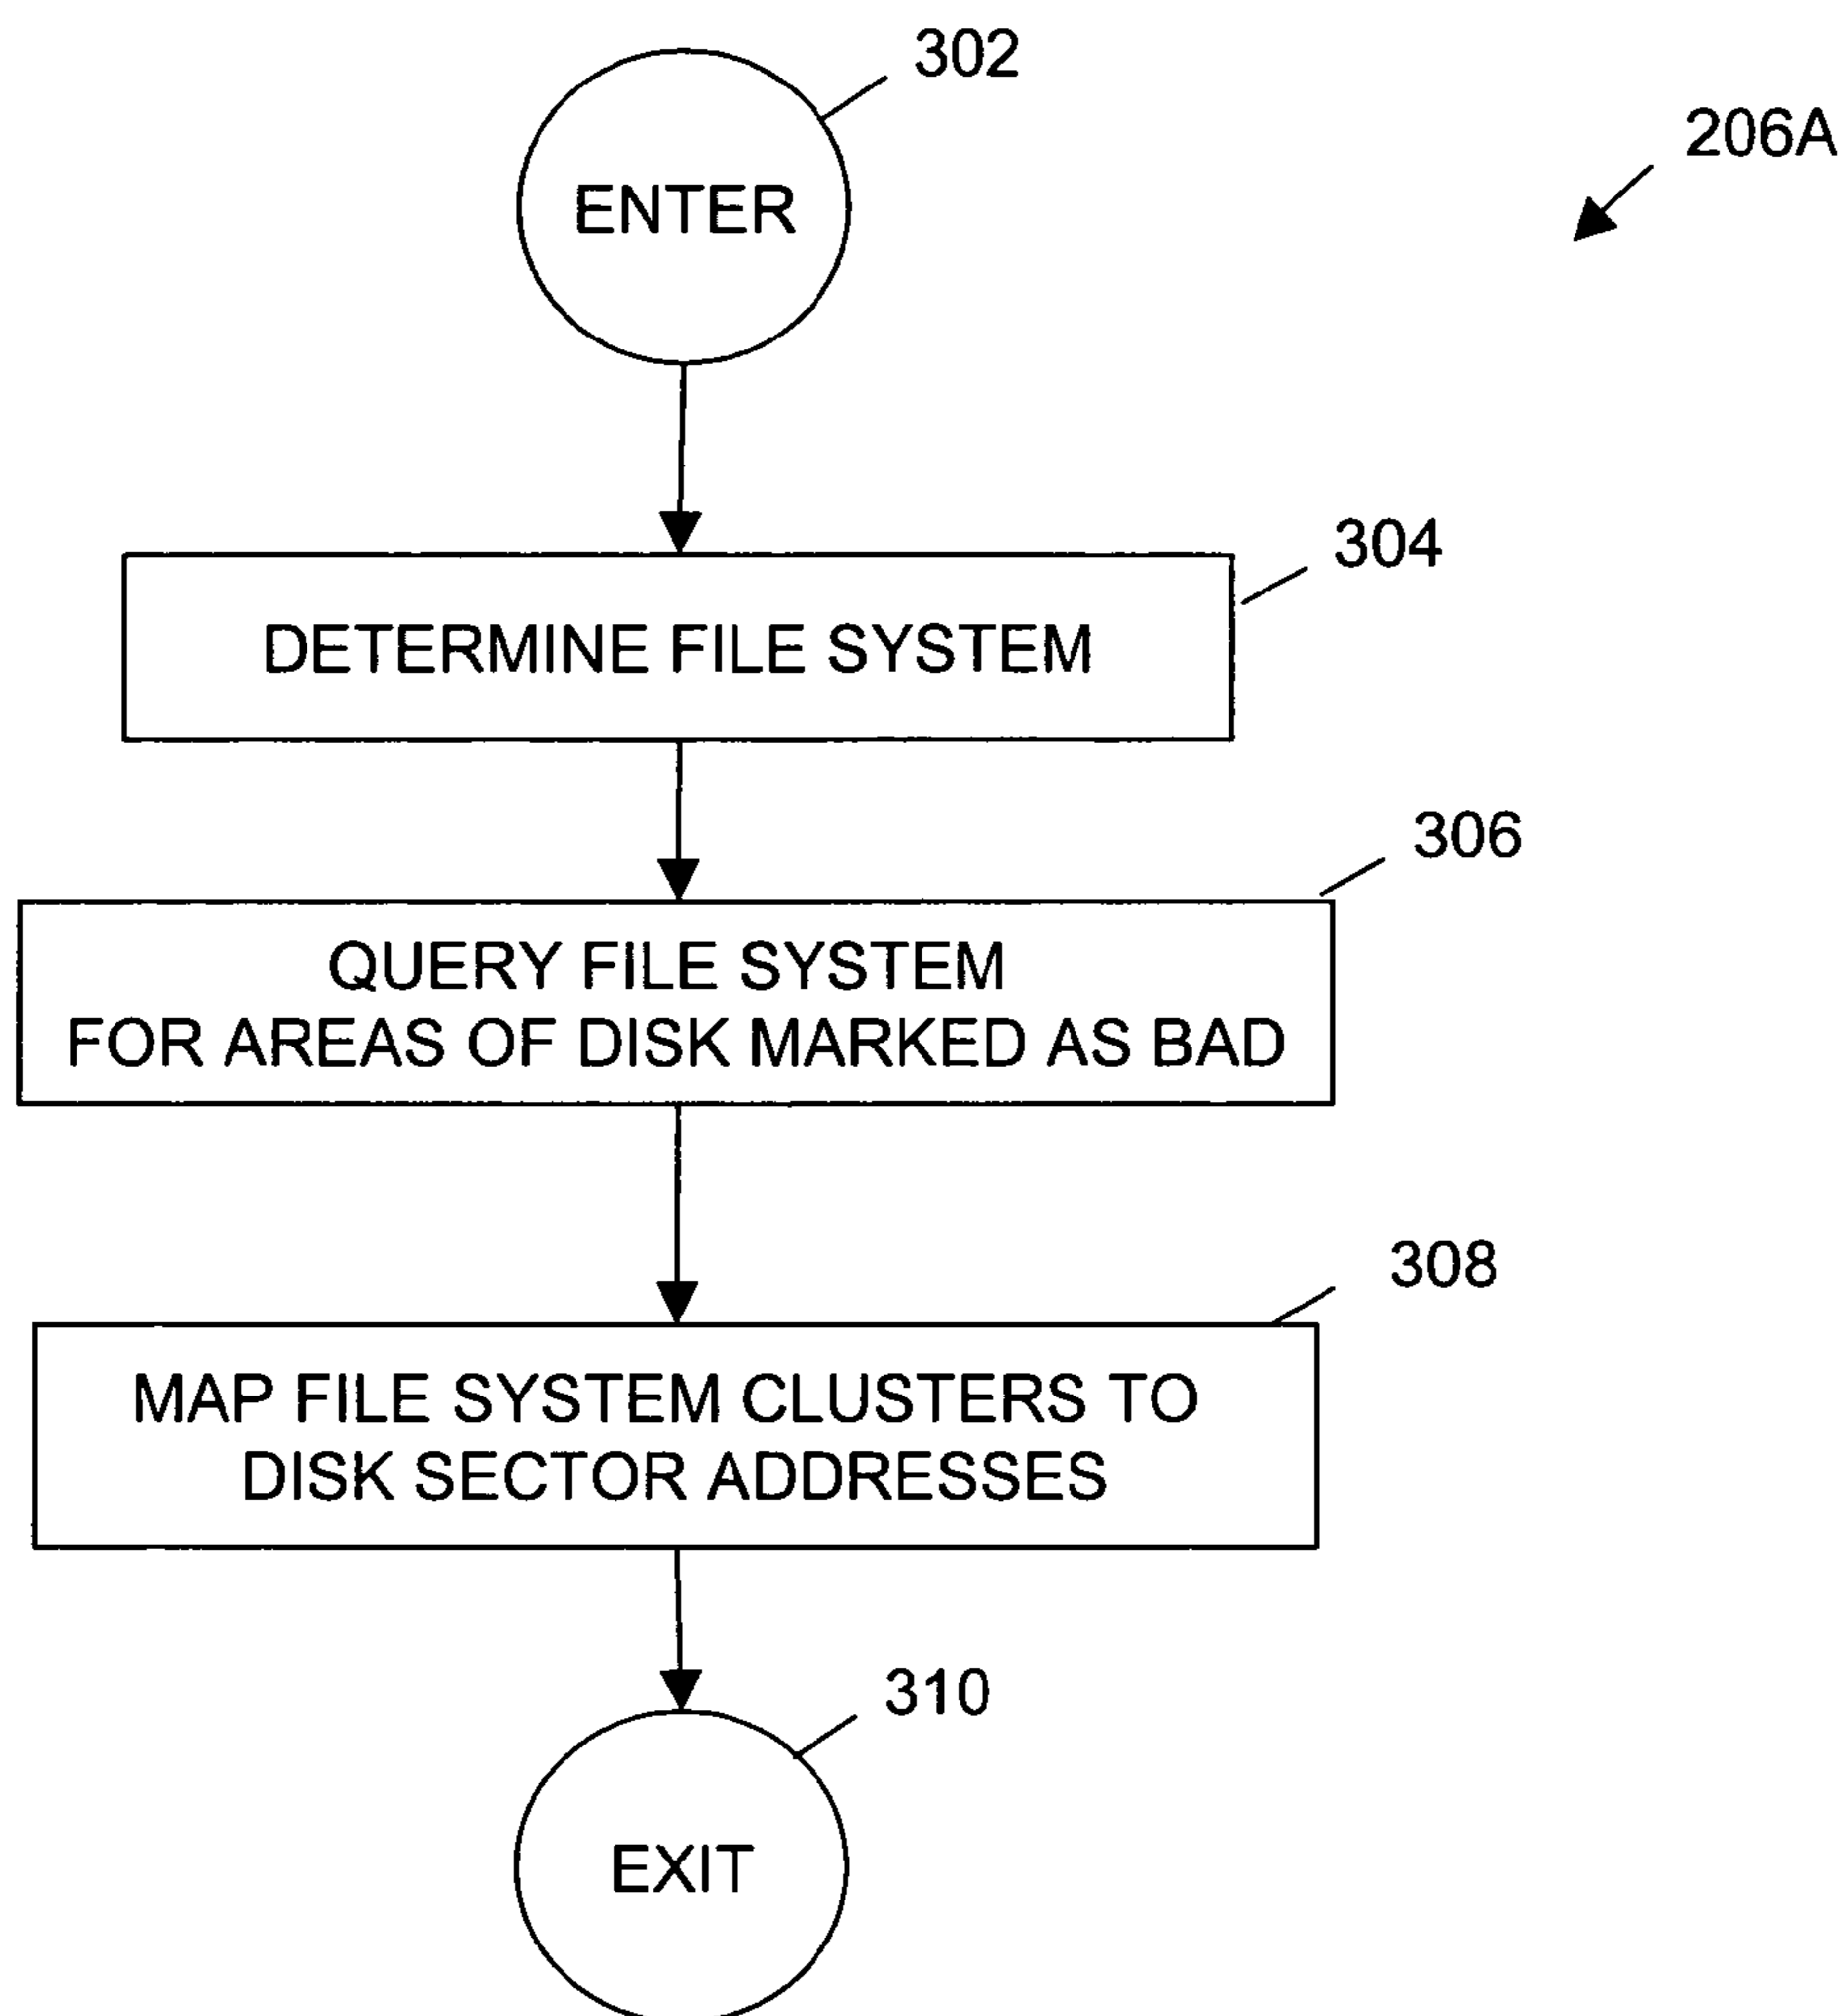 302
206A
ENTER
304
DETERMINE FILE SYSTEM
306
QUERY FILE SYSTEM
FOR AREAS OF DISK MARKED AS BAD
308
MAP FILE SYSTEM CLUSTERS TO
DISK SECTOR ADDRESSES
310
EXIT